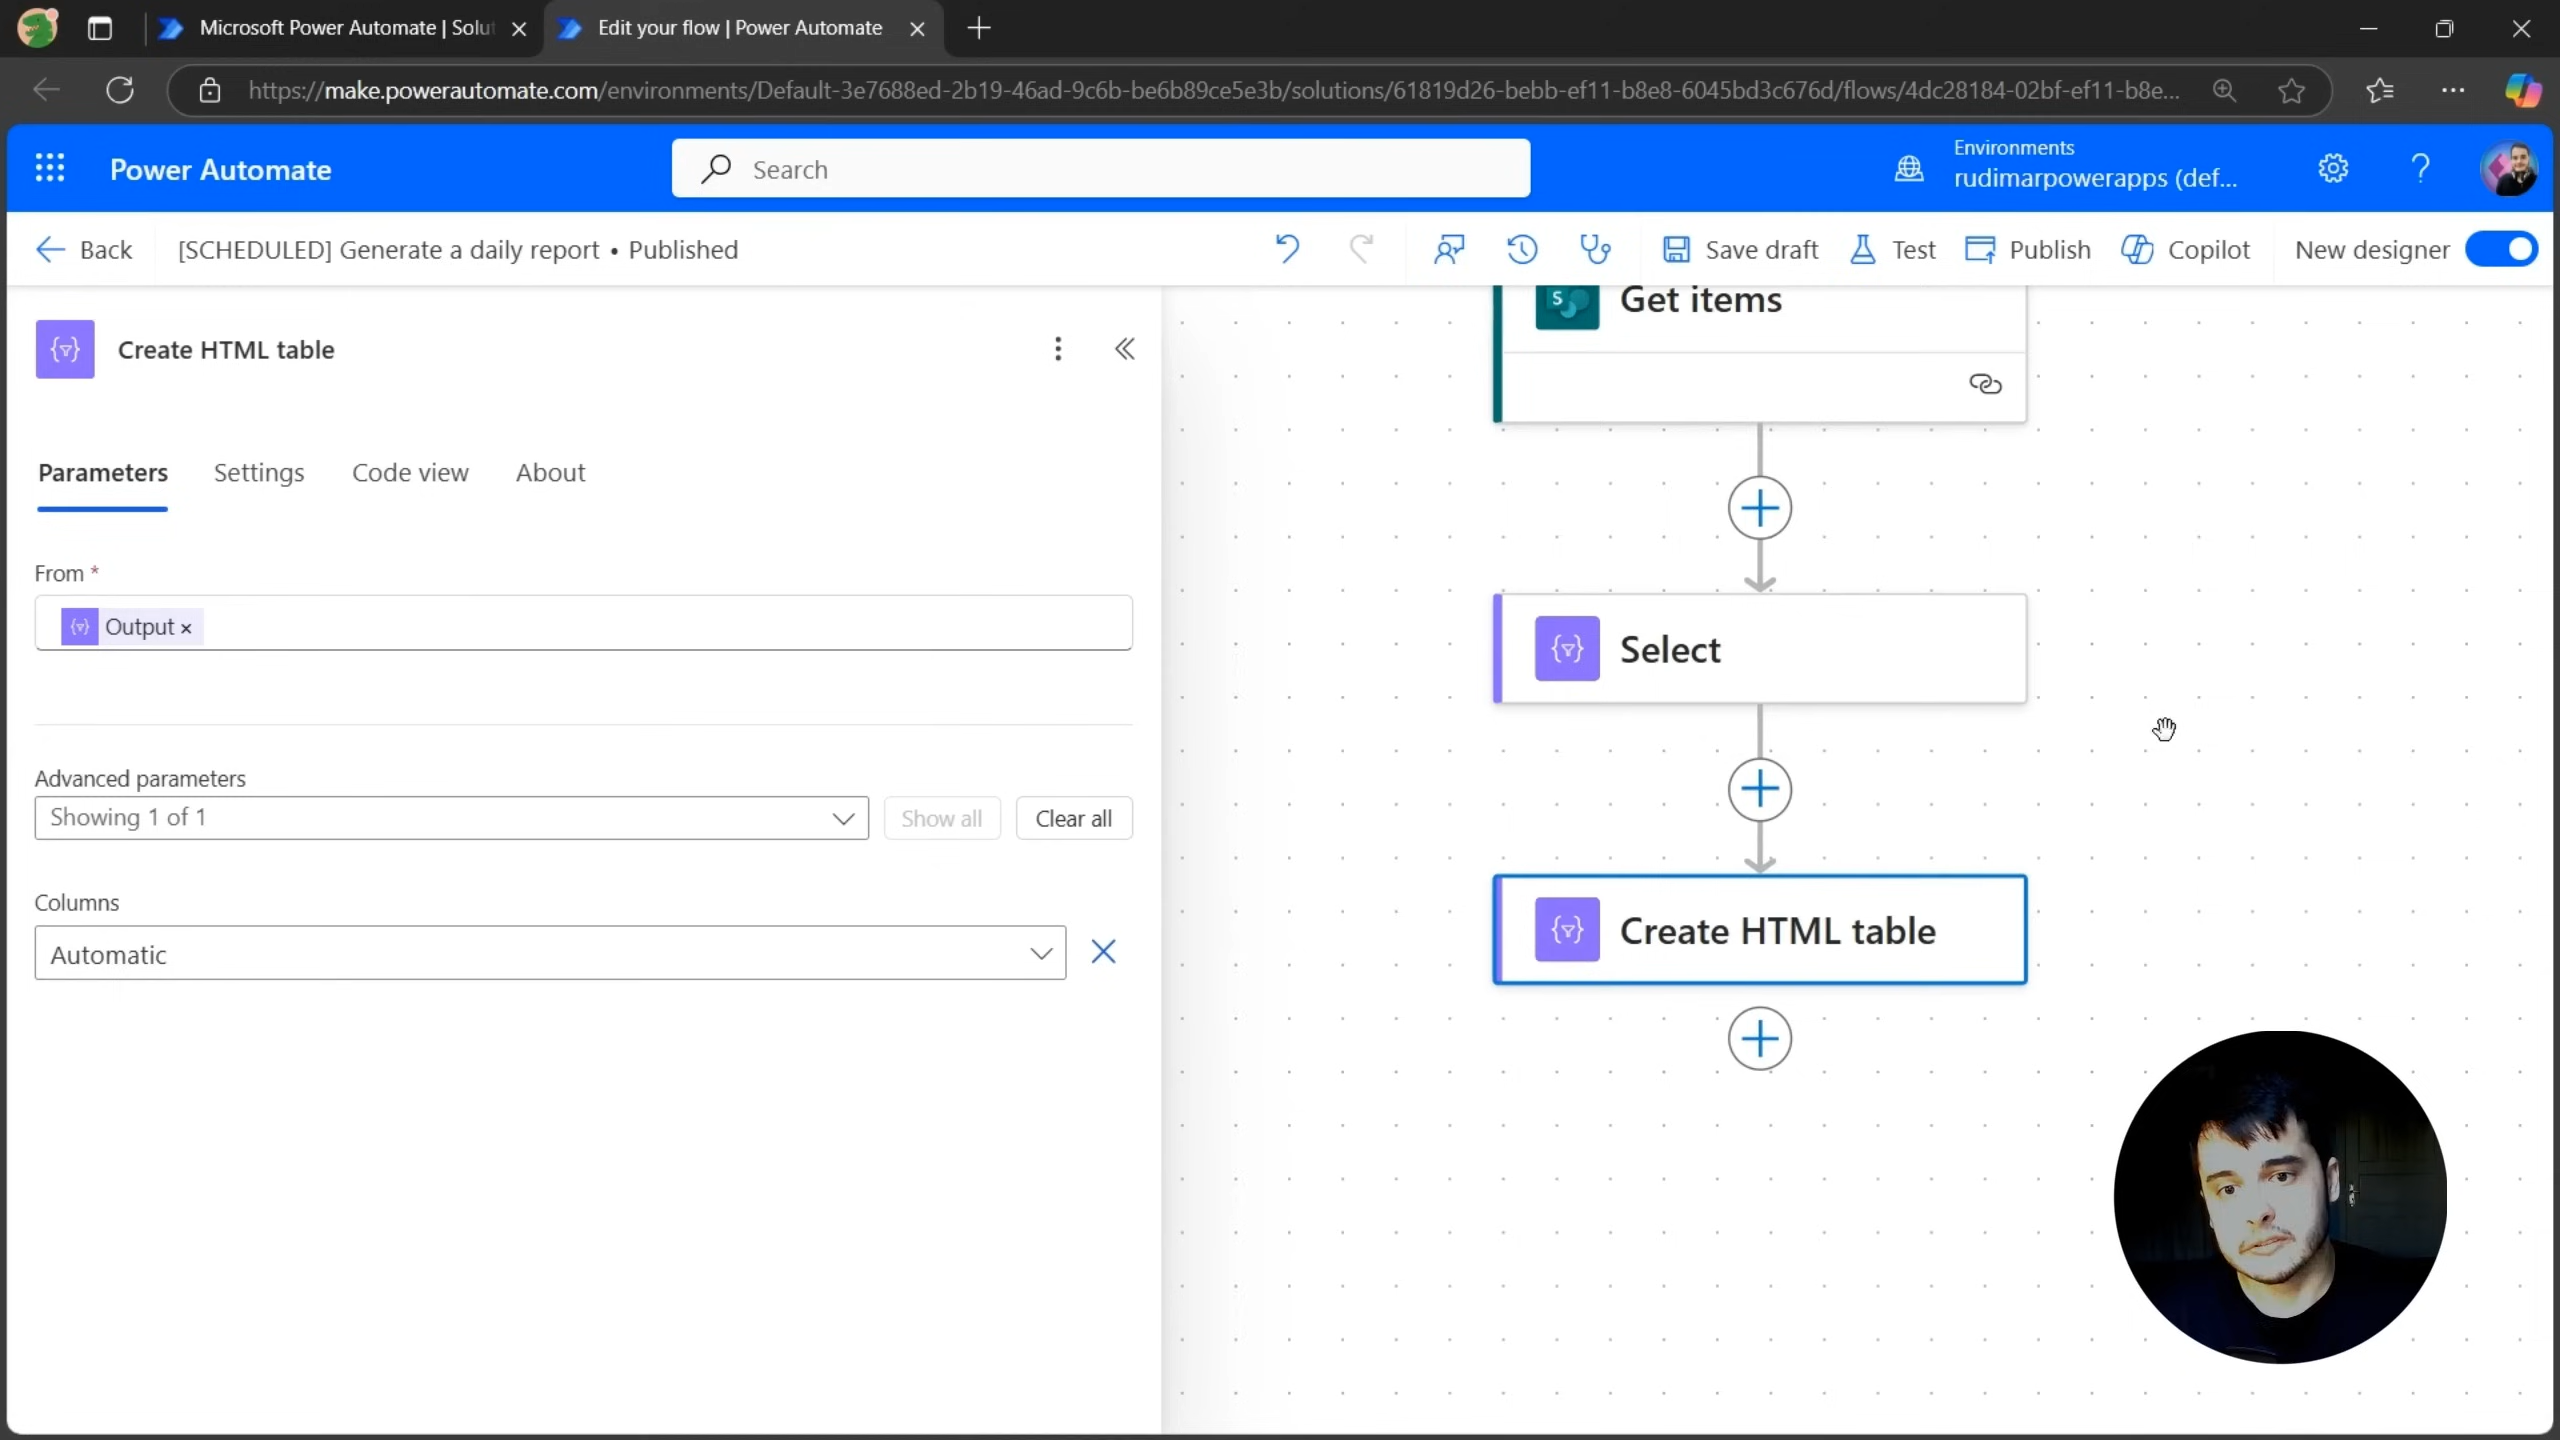 Microsoft Power Automate | Solut
Edit your flow | Power Automate
https://make.powerautomate.com/environments/Default-3e7688ed-2b19-46ad-9c6b-be6b89ce5e3b/solutions/61819d26-bebb-ef11-b8e8-6045bd3c676d/flows/4dc28184-02bf-ef11-b8e...
Power Automate
Search
Environments
rudimarpowerapps (def...
Back
[SCHEDULED] Generate a daily report • Published
Save draft
Test
Publish
Copilot
New designer
Create HTML table
Parameters
Settings
Code view
About
From *
Output
Advanced parameters
Showing 1 of 1
Show all
Clear all
Columns
Automatic
S
Get items
Select
Create HTML table